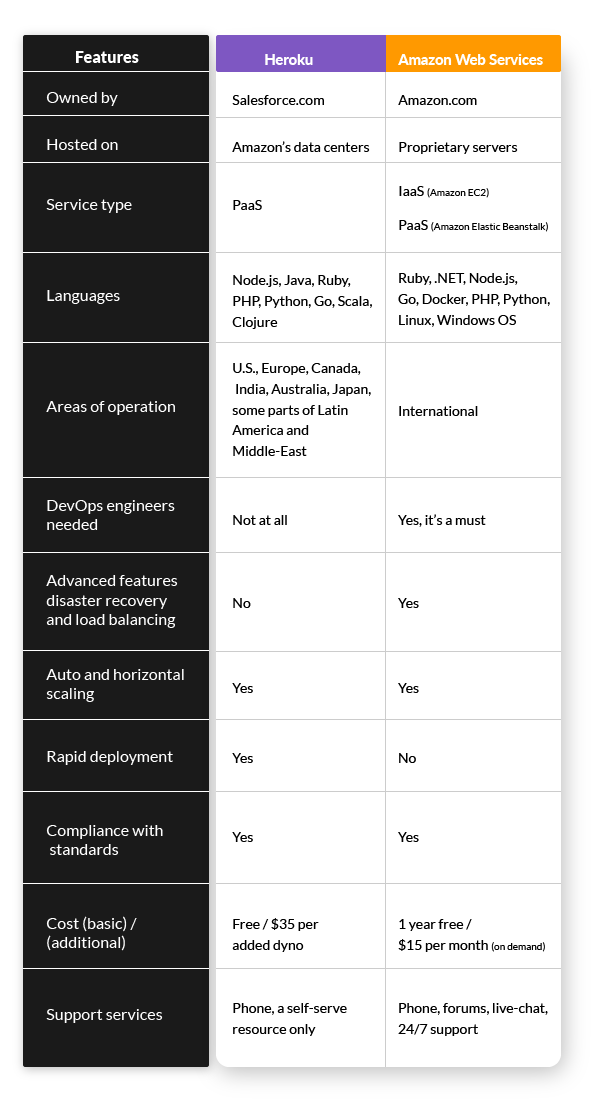 Features
Heroku
Amazon Web Services
Owned by
Salesforce.com
Amazon.com
Hosted on
Amazon’s data centers
Proprietary servers
Service type
PaaS
IaaS (Amazon EC2)
PaaS (Amazon Elastic Beanstalk)
Languages
Node.js, Java, Ruby,
PHP, Python, Go, Scala,
Clojure
Ruby, .NET, Node.js,
Go, Docker, PHP, Python,
Linux, Windows OS
Areas of operation
U.S., Europe, Canada,
India, Australia, Japan,
some parts of Latin
America and
Middle-East
International
DevOps engineers
needed
Not at all
Yes, it’s a must
Advanced features
disaster recovery
and load balancing
No
Yes
Auto and horizontal
scaling
Yes
Yes
Rapid deployment
Yes
No
Compliance with
standards
Yes
Yes
Cost (basic) /
(additional)
Free / $35 per
added dyno
1 year free /
$15 per month (on demand)
Support services
Phone, a self-serve
resource only
Phone, forums, live-chat,
24/7 support